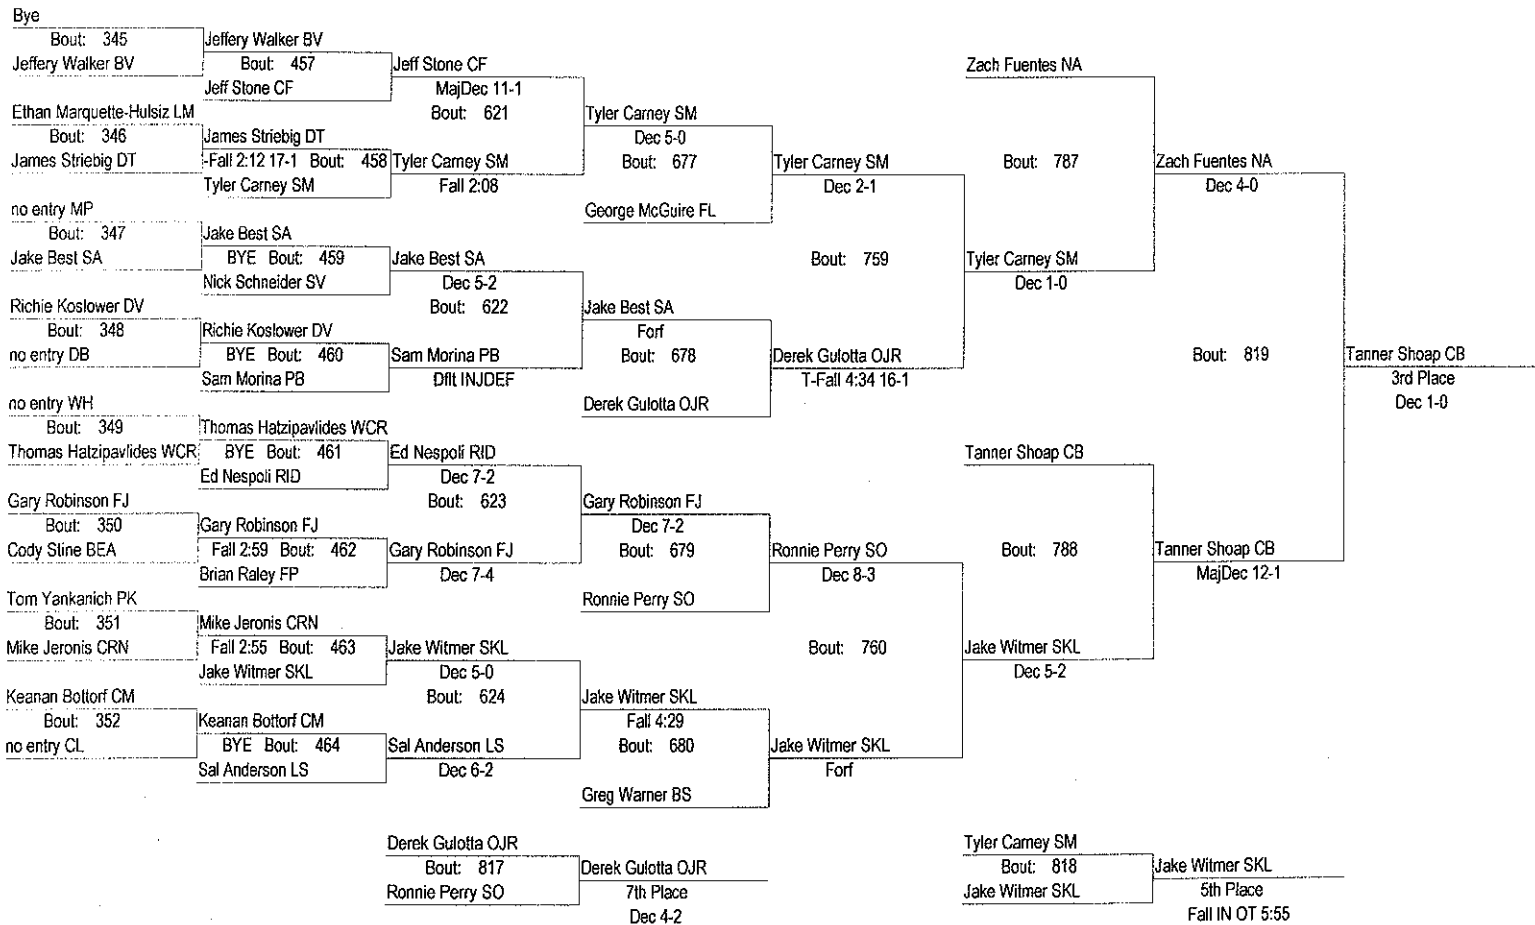 Bye
Bout: 345
Jeffery Walker BV
Ethan Marquette-Hulsiz LM
Bout: 346
James Striebig DT
no entry MP
Bout: 347
Jake Best SA
Richie Koslower DV
Bout: 348
no entry DB
no entry WH
Bout: 349
Thomas Hatzipavlides WCR
Gary Robinson FJ
Bout: 350
Cody Stine BEA
Tom Yankanich PK
Bout: 351
Mike Jeronis CRN
Keanan Bottorf CM
Bout: 352
no entry CL
Jeffery Walker BV
Bout: 457
Jeff Stone CF
James Striebig DT
-Fall 2:12 17-1 Bout: 458
Tyler Carney SM
Jake Best SA
BYE Bout: 459
Nick Schneider SV
Richie Koslower DV
BYE Bout: 460
Sam Morina PB
Thomas Hatzipavlides WCR
BYE Bout: 461
Ed Nespoli RID
Gary Robinson FJ
Fall 2:59 Bout: 462
Brian Raley FP
Mike Jeronis CRN
Fall 2:55 Bout: 463
Jake Witmer SKL
Keanan Bottorf CM
BYE Bout: 464
Sal Anderson LS
Jeff Stone CF
MajDec 11-1
Bout: 621
Tyler Carney SM
Fall 2:08
Jake Best SA
Dec 5-2
Bout: 622
Sam Morina PB
Dflt INJDEF
Ed Nespoli RID
Dec 7-2
Bout: 623
Gary Robinson FJ
Dec 7-4
Jake Witmer SKL
Dec 5-0
Bout: 624
Sal Anderson LS
Dec 6-2
Tyler Carney SM
Dec 5-0
Bout: 677
George McGuire FL
Jake Best SA
Forf
Bout: 678
Derek Gulotta OJR
Gary Robinson FJ
Dec 7-2
Bout: 679
Ronnie Perry SO
Jake Witmer SKL
Fall 4:29
Bout: 680
Greg Warner BS
Tyler Carney SM
Dec 2-1
Bout: 759
Derek Gulotta OJR
T-Fall 4:34 16-1
Ronnie Perry SO
Dec 8-3
Bout: 760
Jake Witmer SKL
Forf
Zach Fuentes NA
Bout: 787
Tyler Carney SM
Dec 1-0
Tanner Shoap CB
Bout: 788
Jake Witmer SKL
Dec 5-2
Zach Fuentes NA
Dec 4-0
Bout: 819
Tanner Shoap CB
MajDec 12-1
Tanner Shoap CB
3rd Place
Dec 1-0
Derek Gulotta OJR
Bout: 817
Ronnie Perry SO
Derek Gulotta OJR
7th Place
Dec 4-2
Tyler Carney SM
Bout: 818
Jake Witmer SKL
Jake Witmer SKL
5th Place
Fall IN OT 5:55